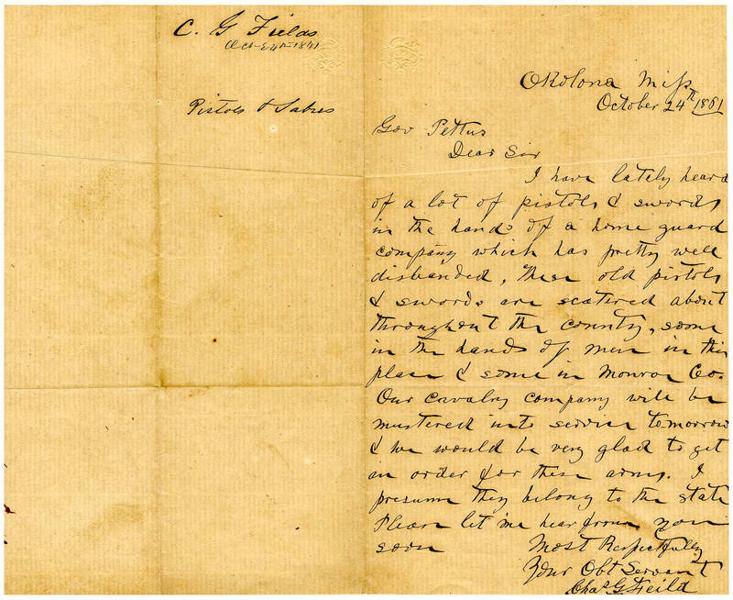 C. G Fields
Oct 24th 1861
Pistols & Sabres
Okolona Miss
October 24th 1861
Gov Pettus
Dear Sir
I have lately heard
of a lot of pistols & swords
in the hands of a home guard
company which has pretty well
disbanded, These old pistols
& swords are scatered about
throughout the county, some
in the hands of men in this
place & some in Monroe Co.
Our cavalry company will be
mustered into service tomorrow
& we would be very glad to get
an order for these arms. I
presume they belong to the state
Please let me hear from you
soon
Most Respectfully
Your Obt Servant
Chas G Feild